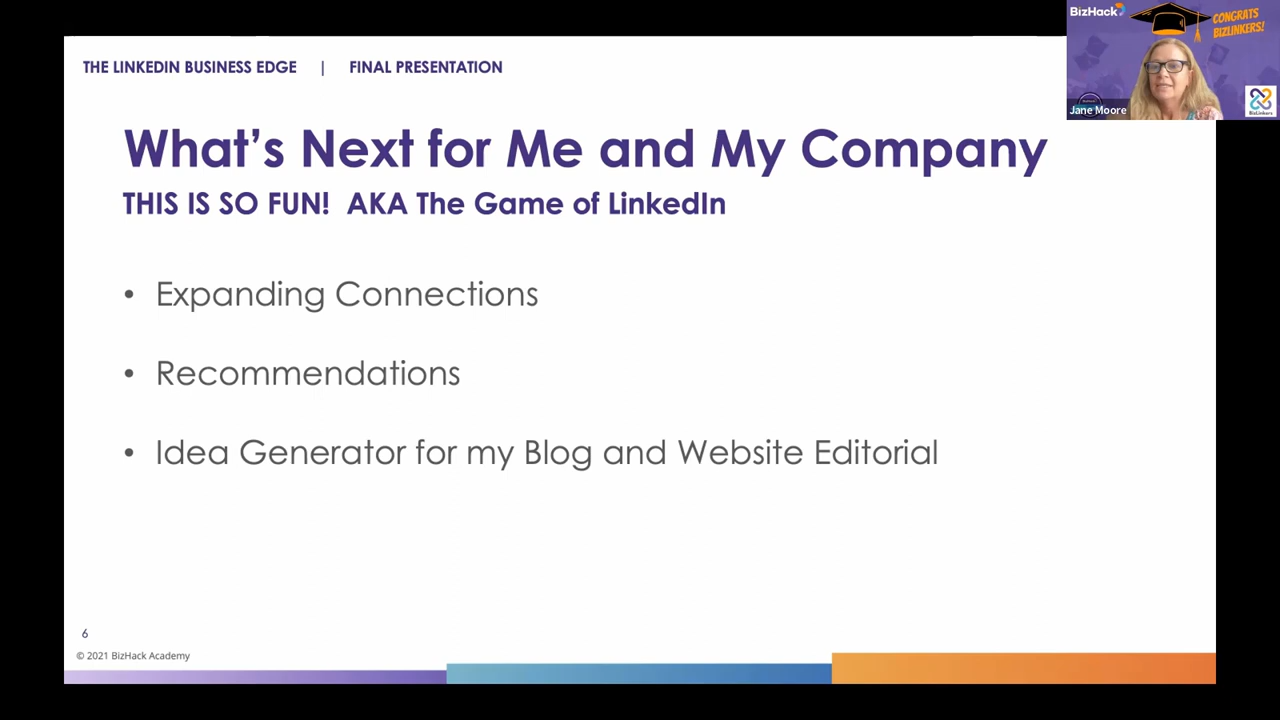 THE LINKEDIN BUSINESS EDGE | FINAL PRESENTATION
What's Next for Me and My Company
THIS IS SO FUN! AKA The Game of LinkedIn
• Expanding Connections
• Recommendations
• Idea Generator for my Blog and Website Editorial
6
© 2021 BizHack Academy
BizHack
CONGRATS
BIZLINKERS!
Jane Moore
BizLinkers